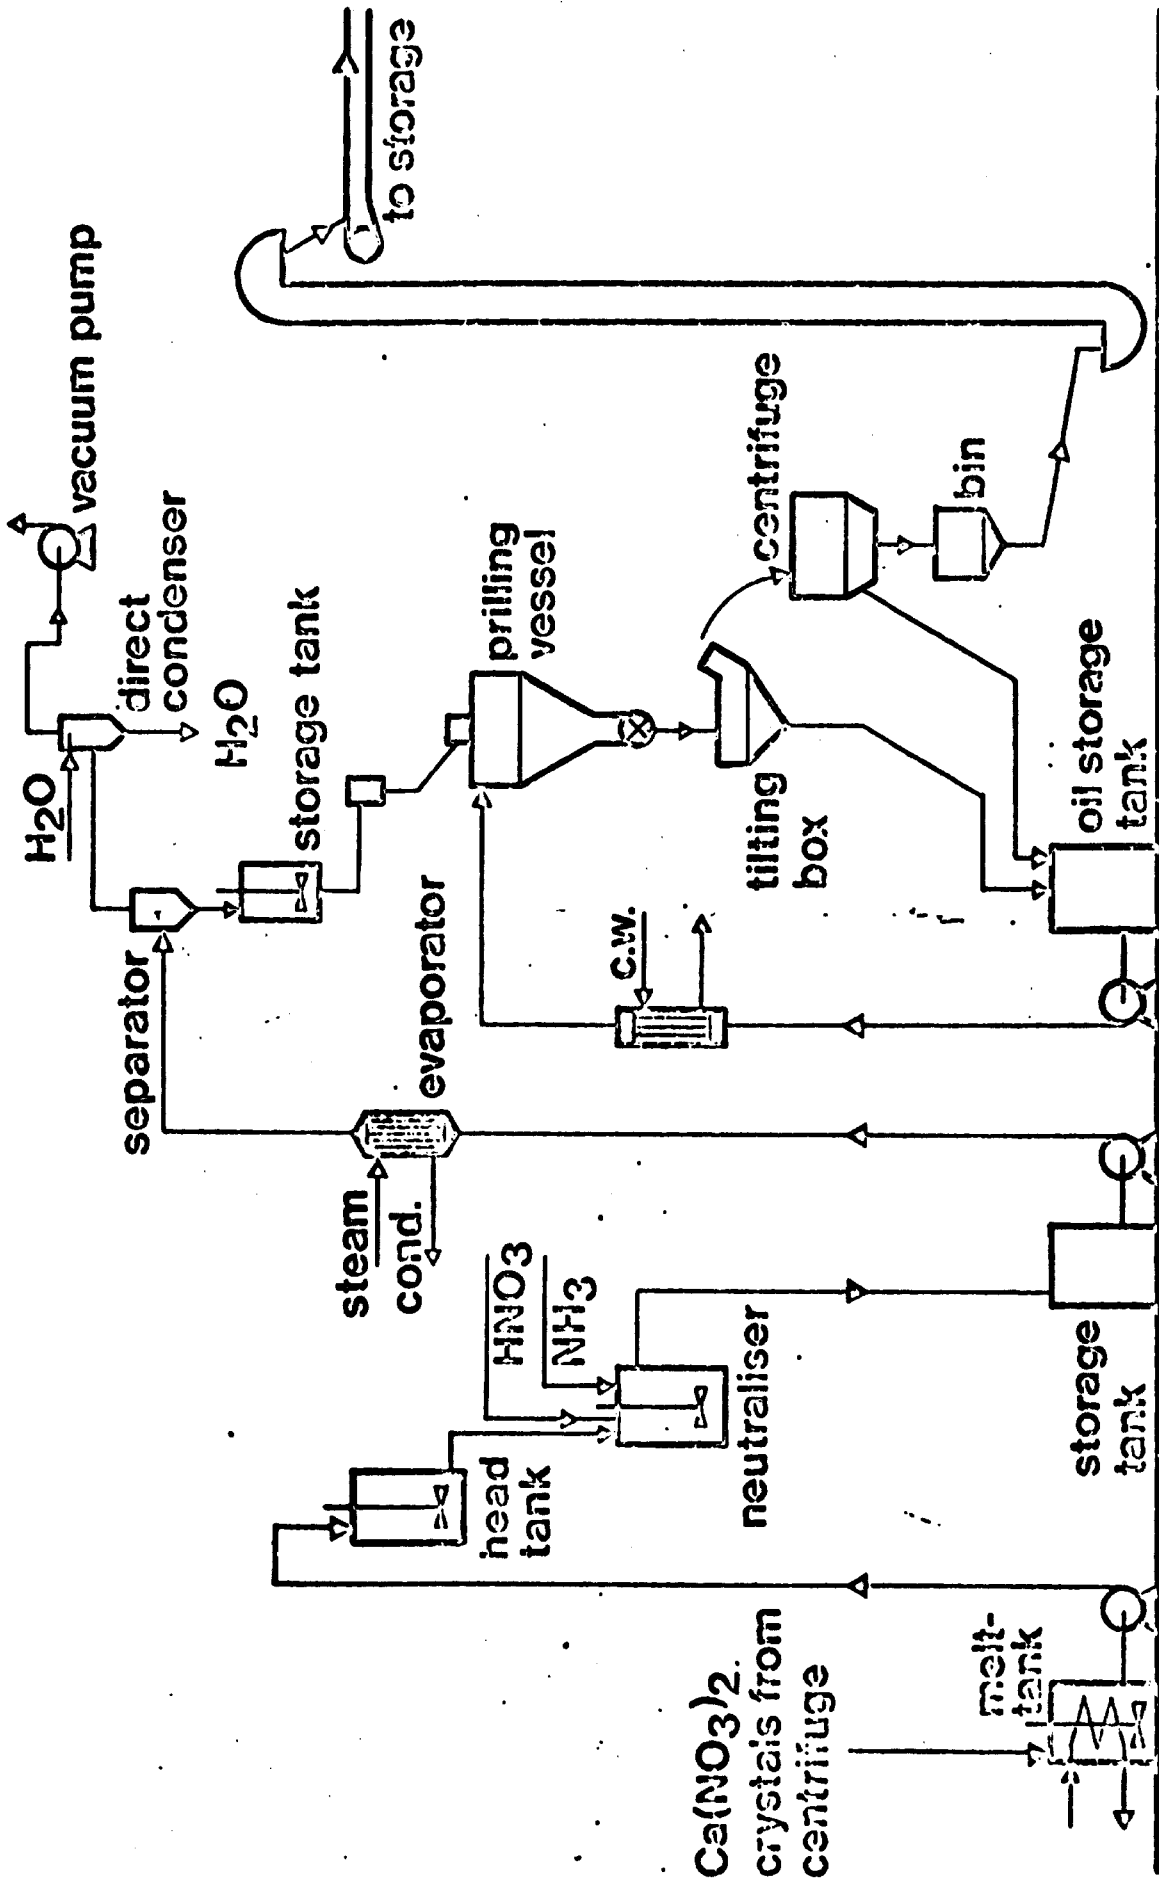 Ca(NO3)2
crystals from
centrifuge
melt-
tank
head
tank
HNO3
NH3
neutraliser
storage
tank
steam
cond.
evaporator
separator
H2O
direct
condenser
H2O
vacuum pump
storage tank
c.w.
prilling
vessel
tilting
box
oil storage
tank
centrifuge
bin
to storage